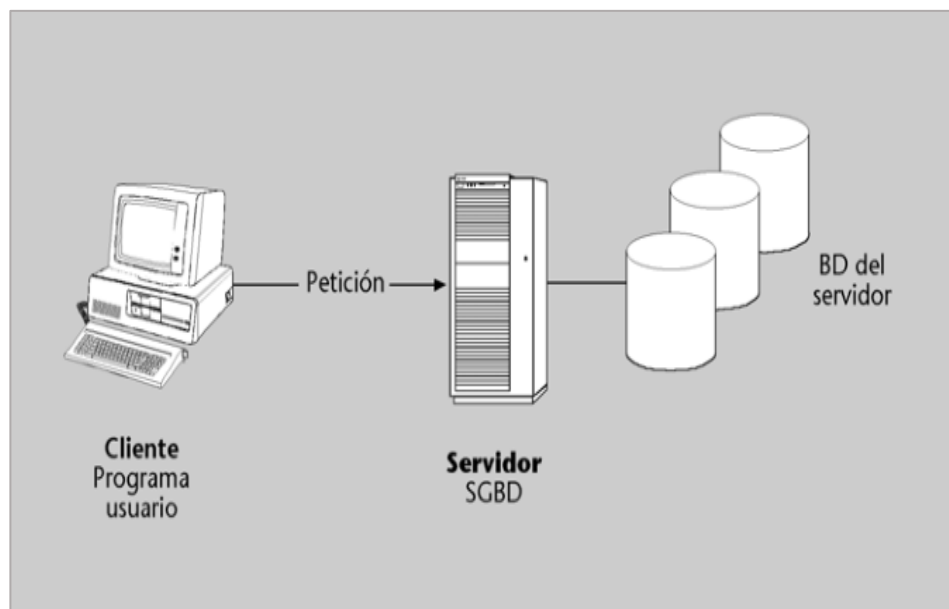 Petición
BD del
servidor
Cliente
Programa
usuario
Servidor
SGBD